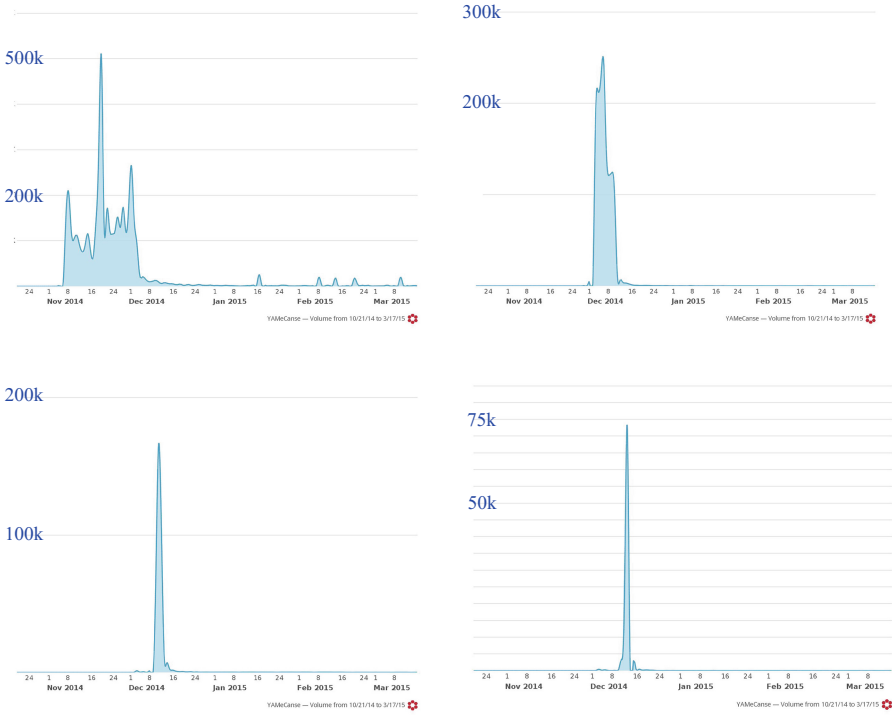 500k
200k
24 1 8 16 24 1 8 16 24 1 8 16 24 1 8 16 24 1 8
Nov 2014 Dec 2014 Jan 2015 Feb 2015 Mar 2015
YAMeCanse — Volume from 10/21/14 to 3/17/15
300k
200k
24 1 8 16 24 1 8 16 24 1 8 16 24 1 8 16 24 1 8
Nov 2014 Dec 2014 Jan 2015 Feb 2015 Mar 2015
YAMeCanse — Volume from 10/21/14 to 3/17/15
200k
100k
24 1 8 16 24 1 8 16 24 1 8 16 24 1 8 16 24 1 8
Nov 2014 Dec 2014 Jan 2015 Feb 2015 Mar 2015
YAMeCanse — Volume from 10/21/14 to 3/17/15
75k
50k
24 1 8 16 24 1 8 16 24 1 8 16 24 1 8 16 24 1 8
Nov 2014 Dec 2014 Jan 2015 Feb 2015 Mar 2015
YAMeCanse — Volume from 10/21/14 to 3/17/15